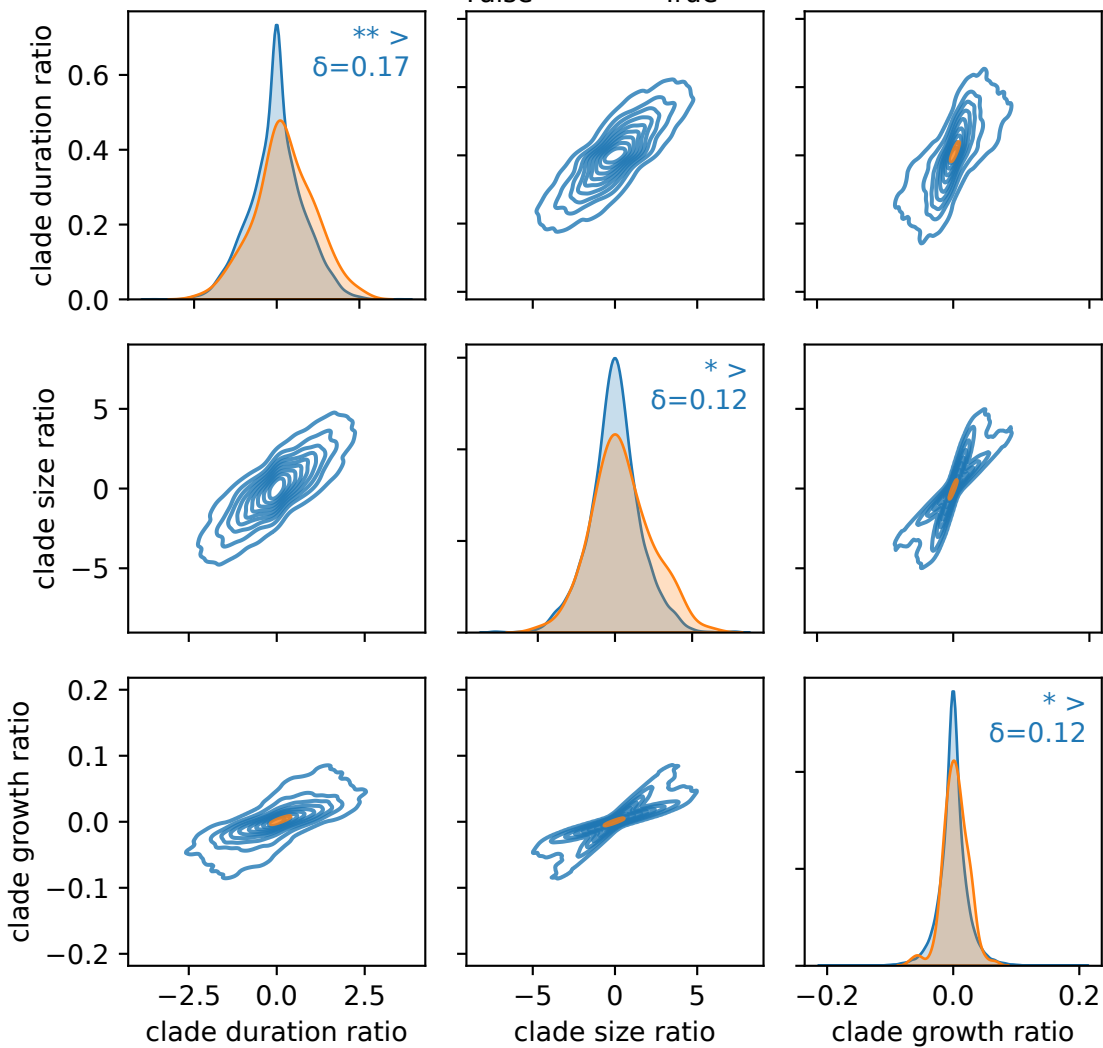 ** >
δ=0.17
clade duration ratio
0.6
0.4
0.2
0.0
* >
δ=0.12
clade size ratio
5
0
−5
* >
δ=0.12
clade growth ratio
0.2
0.1
0.0
−0.1
−0.2
−2.5 0.0 2.5
−5 0 5
−0.2 0.0 0.2
clade duration ratio
clade size ratio
clade growth ratio